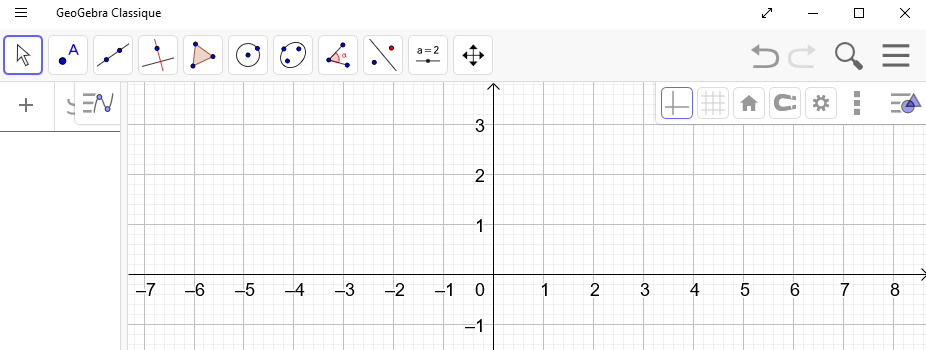 GeoGebra Classique
A
α
a=2
3
2
1
–7 –6 –5 –4 –3 –2 –1 0 1 2 3 4 5 6 7 8
–1